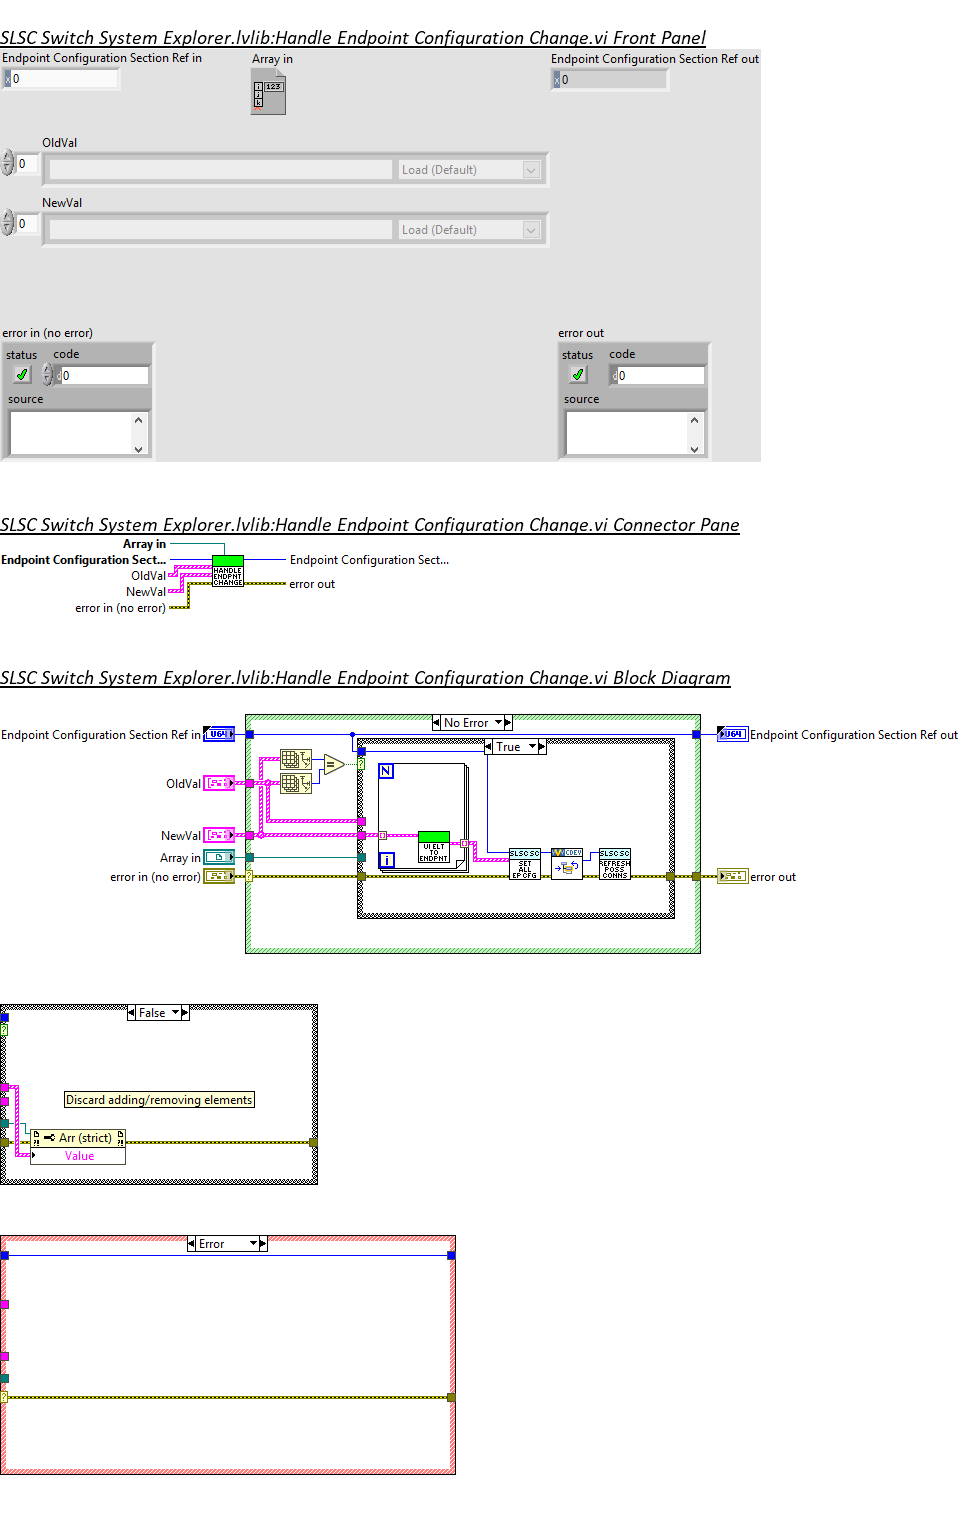 SLSC Switch System Explorer.lvlib:Handle Endpoint Configuration Change.vi Front Panel
Endpoint Configuration Section Ref in
Array in
Endpoint Configuration Section Ref out
x 0
i
j
k
123
x 0
OldVal
0
Load (Default)
NewVal
0
Load (Default)
error in (no error)
error out
status
code
status
code
d 0
d 0
source
source
SLSC Switch System Explorer.lvlib:Handle Endpoint Configuration Change.vi Connector Pane
Array in
Endpoint Configuration Sect...
Endpoint Configuration Sect...
OldVal
HANDLE
ENDPNT
CHANGE
error out
NewVal
error in (no error)
SLSC Switch System Explorer.lvlib:Handle Endpoint Configuration Change.vi Block Diagram
No Error
Endpoint Configuration Section Ref in
U64
U64
Endpoint Configuration Section Ref out
True
?
=
N
OldVal
NewVal
UI ELT
TO
ENDPNT
Array in
i
SLSC SC
SET
ALL
EP CFG
CDEV
SLSC SC
REFRESH
POSS
CONNS
error in (no error)
?
error out
False
?
Discard adding/removing elements
Arr (strict)
?!
?!
Value
Error
?